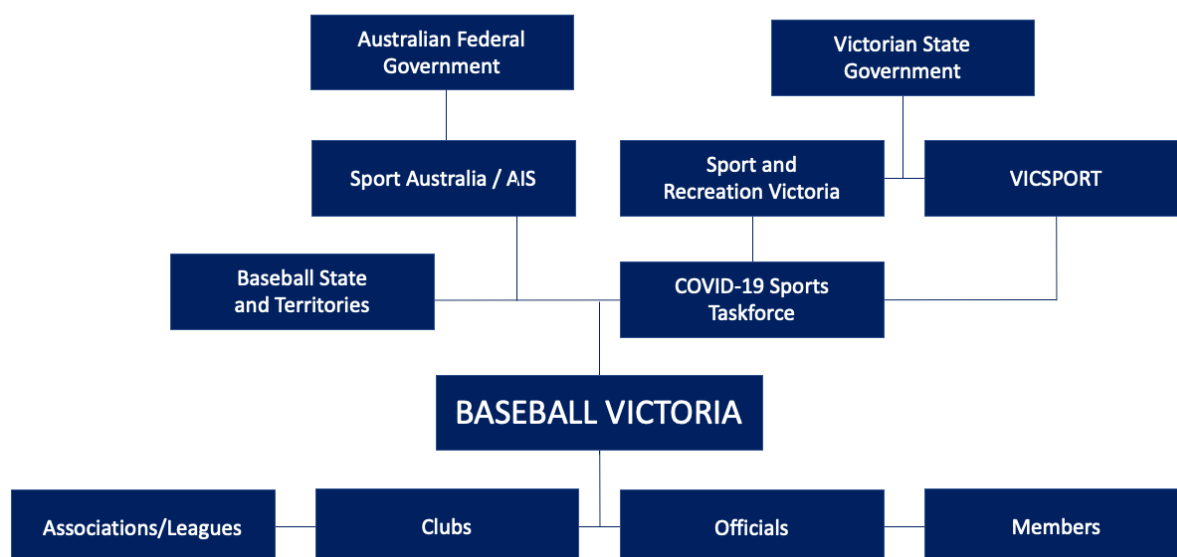 Australian Federal
Government
Victorian State
Government
Sport Australia / AIS
Sport and
Recreation Victoria
VICSPORT
Baseball State
and Territories
COVID-19 Sports
Taskforce
BASEBALL VICTORIA
Associations/Leagues
Clubs
Officials
Members